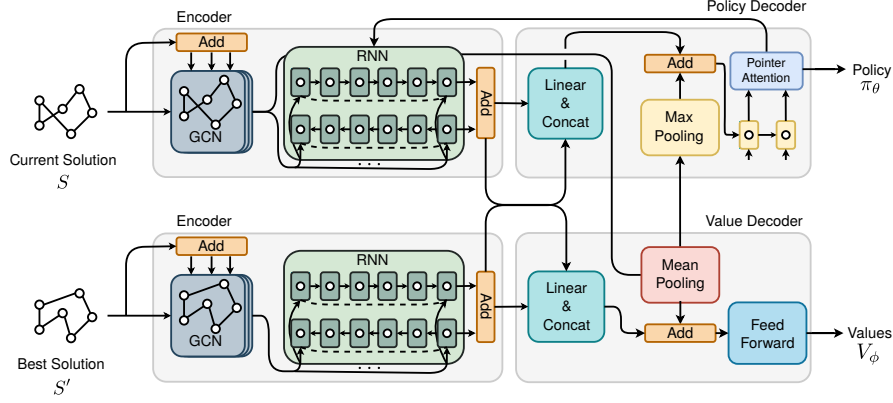 Encoder
Policy Decoder
Add
GCN
RNN
Add
Linear
&
Concat
Add
Max
Pooling
Pointer
Attention
Policy
πθ
Current Solution
S
. . .
Encoder
Value Decoder
Add
GCN
RNN
Add
Linear
&
Concat
Mean
Pooling
Add
Feed
Forward
Values
Vϕ
Best Solution
S′
. . .